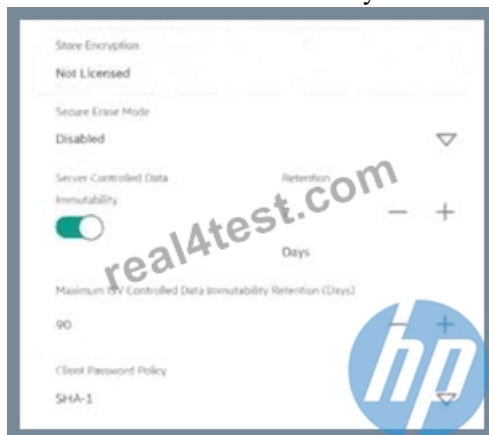 Store Encryption
Not Licensed
Secure Erase Mode
Disabled
Server Controlled Data Retention
Immutability
Days
Maximum ISV Controlled Data Immutability Retention (Days)
90
Client Password Policy
SHA-1
real4test.com
hp